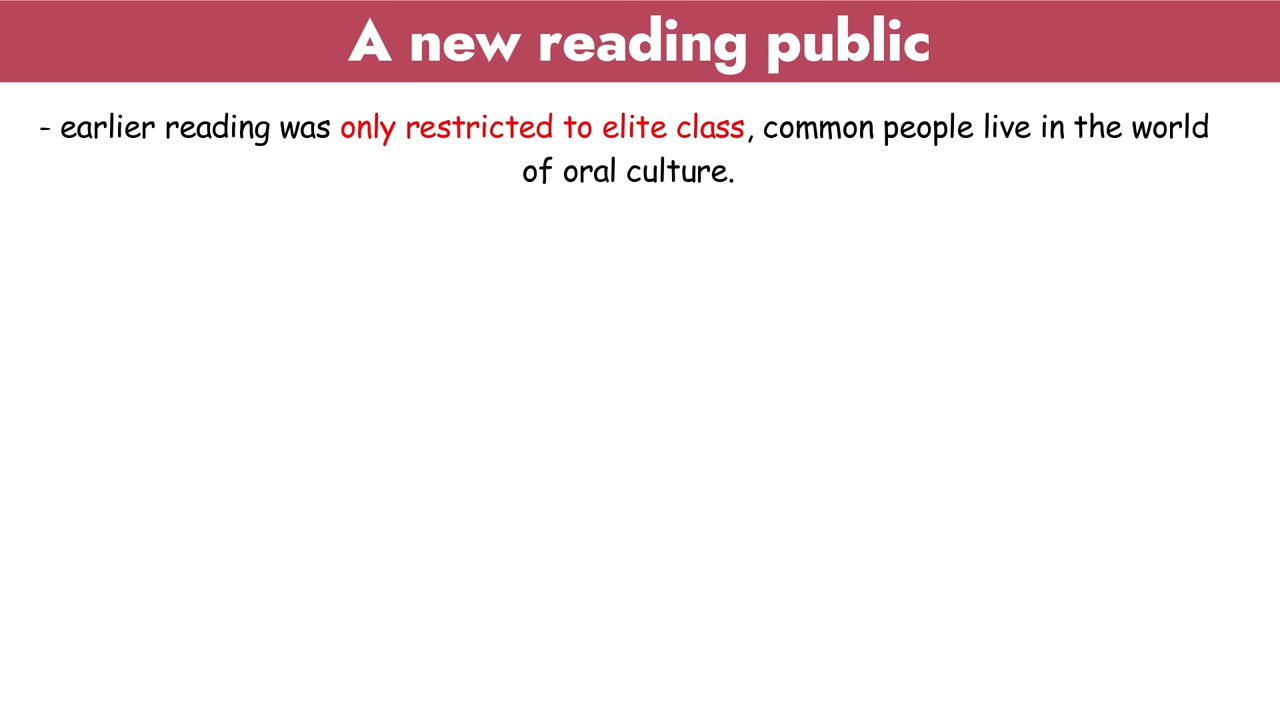 A new reading public
- earlier reading was only restricted to elite class, common people live in the world
of oral culture.